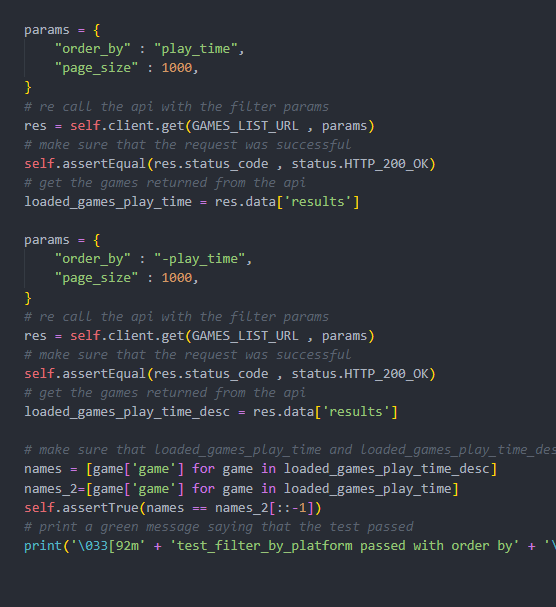 params = {
    "order_by" : "play_time",
    "page_size" : 1000,
}
# re call the api with the filter params
res = self.client.get(GAMES_LIST_URL , params)
# make sure that the request was successful
self.assertEqual(res.status_code , status.HTTP_200_OK)
# get the games returned from the api
loaded_games_play_time = res.data['results']

params = {
    "order_by" : "-play_time",
    "page_size" : 1000,
}
# re call the api with the filter params
res = self.client.get(GAMES_LIST_URL , params)
# make sure that the request was successful
self.assertEqual(res.status_code , status.HTTP_200_OK)
# get the games returned from the api
loaded_games_play_time_desc = res.data['results']

# make sure that loaded_games_play_time and loaded_games_play_time_des
names = [game['game'] for game in loaded_games_play_time_desc]
names_2=[game['game'] for game in loaded_games_play_time]
self.assertTrue(names == names_2[::-1])
# print a green message saying that the test passed
print('\033[92m' + 'test_filter_by_platform passed with order by' + '\